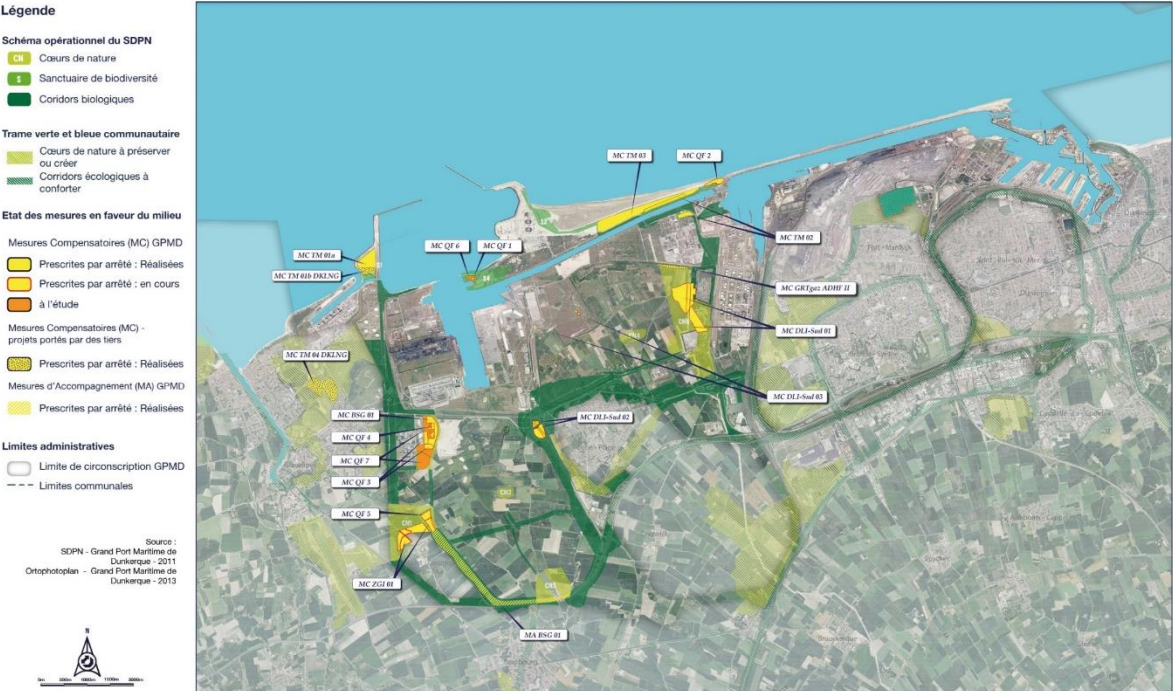 Légende
Schéma opérationnel du SDPN
CN Cœurs de nature
S Sanctuaire de biodiversité
Coridors biologiques
Trame verte et bleue communautaire
Cœurs de nature à préserver
ou créer
Corridors écologiques à
conforter
Etat des mesures en faveur du milieu
Mesures Compensatoires (MC) GPMD
Prescrites par arrêté : Réalisées
Prescrites par arrêté : en cours
à l'étude
Mesures Compensatoires (MC) -
projets portés par des tiers
Prescrites par arrêté : Réalisées
Mesures d'Accompagnement (MA) GPMD
Prescrites par arrêté : Réalisées
Limites administratives
Limite de circonscription GPMD
Limites communales
Source :
SDPN - Grand Port Maritime de
Dunkerque - 2011
Ortophotoplan - Grand Port Maritime de
Dunkerque - 2013
N
MC TM 03
MC QF 2
MC TM 02
MC QF 6
MC QF 1
MC TM 01a
MC TM 01b DKLNG
MC GRTgaz ADHF II
MC DLI-Sud 01
MC TM 04 DKLNG
MC DLI-Sud 03
MC BSG 01
MC DLI-Sud 02
MC QF 4
MC QF 7
MC QF 3
MC QF 5
MC ZGI 01
MA BSG 01